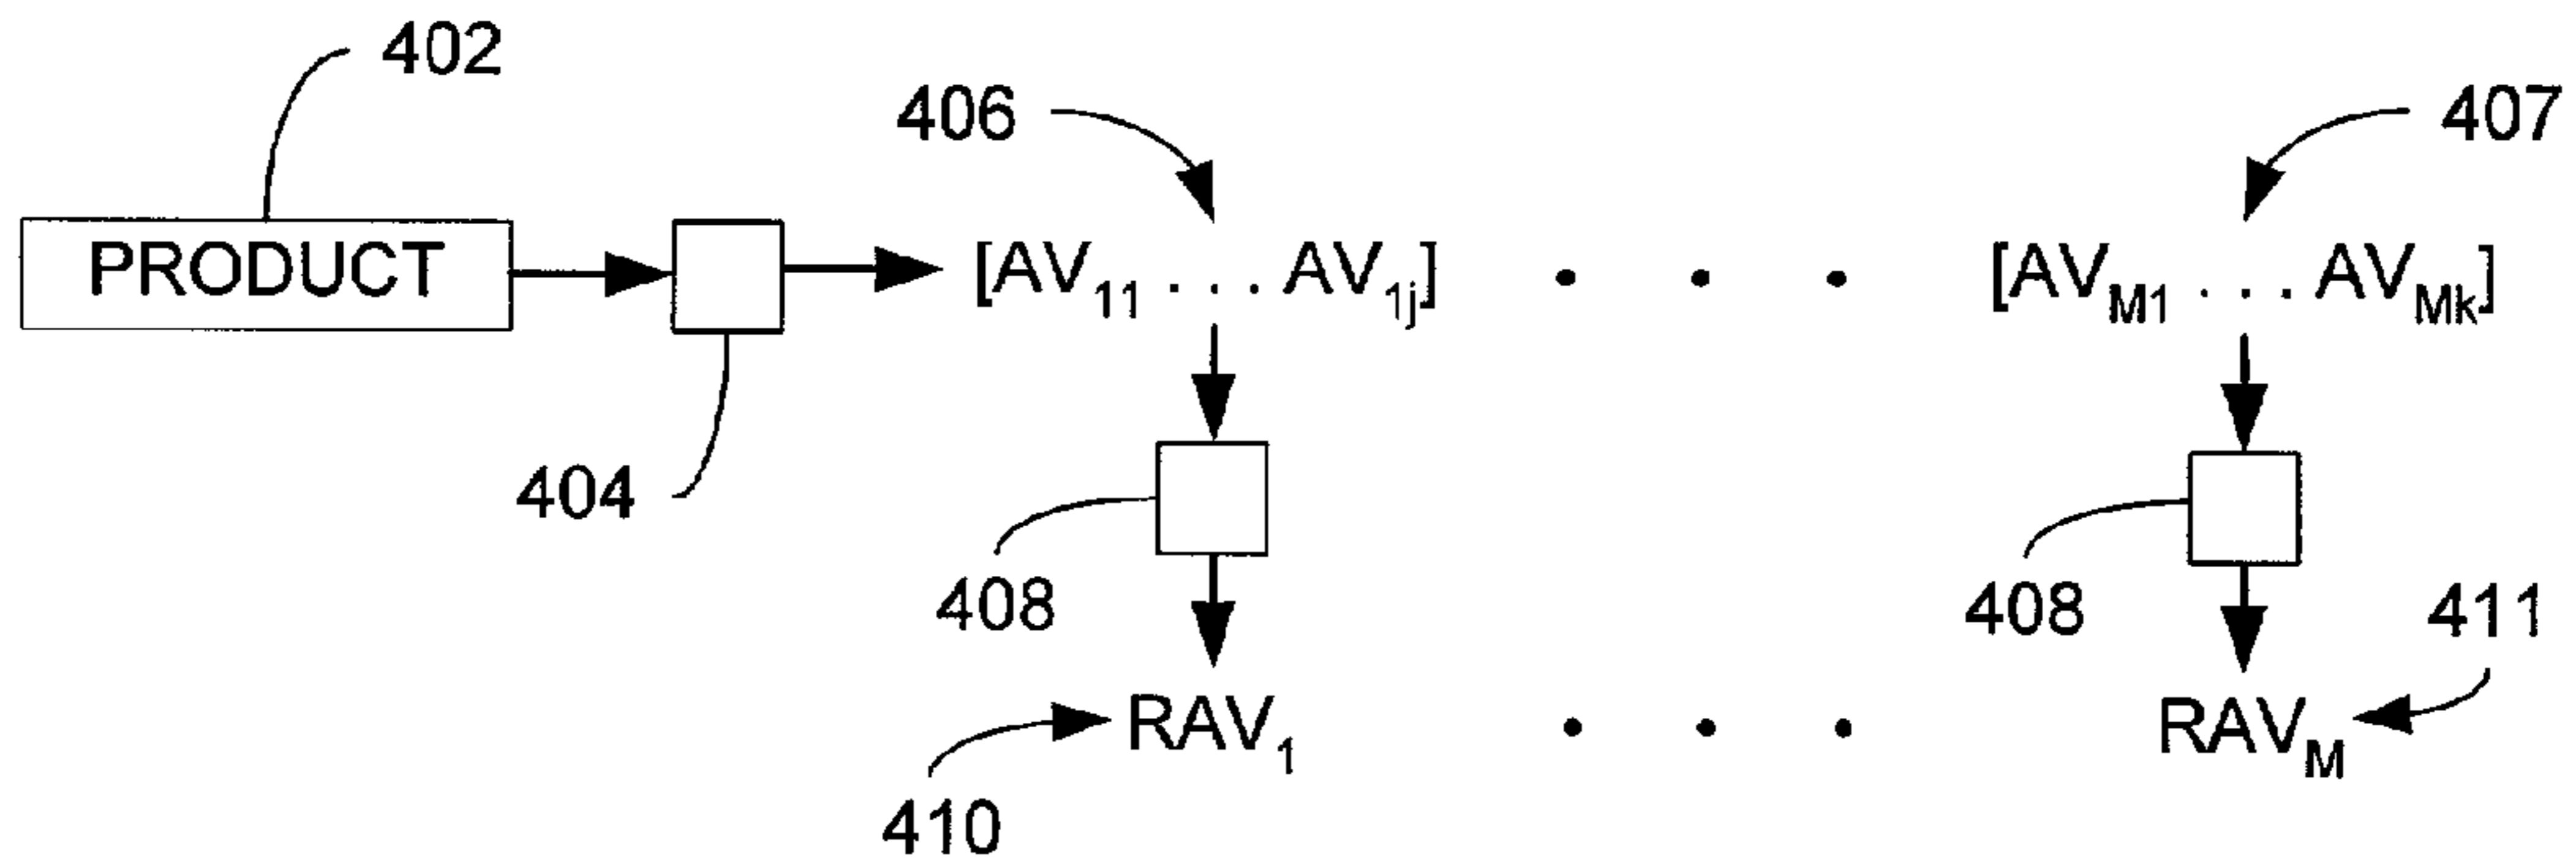 402
406
407
PRODUCT
[AV11 . . . AV1j] • • • [AVM1 . . . AVMk]
404
408
408
411
RAV1 • • • RAVM
410